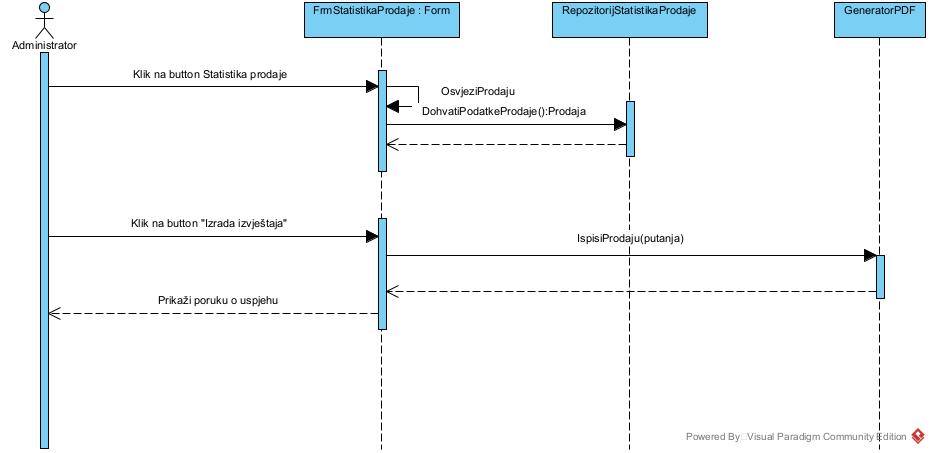 FrmStatistikaProdaje : Form
RepozitorijStatistikaProdaje
GeneratorPDF
Administrator
Klik na button Statistika prodaje
OsvjeziProdaju
DohvatiPodatkeProdaje():Prodaja
Klik na button "Izrada izvještaja"
IspisiProdaju(putanja)
Prikaži poruku o uspjehu
Powered By Visual Paradigm Community Edition